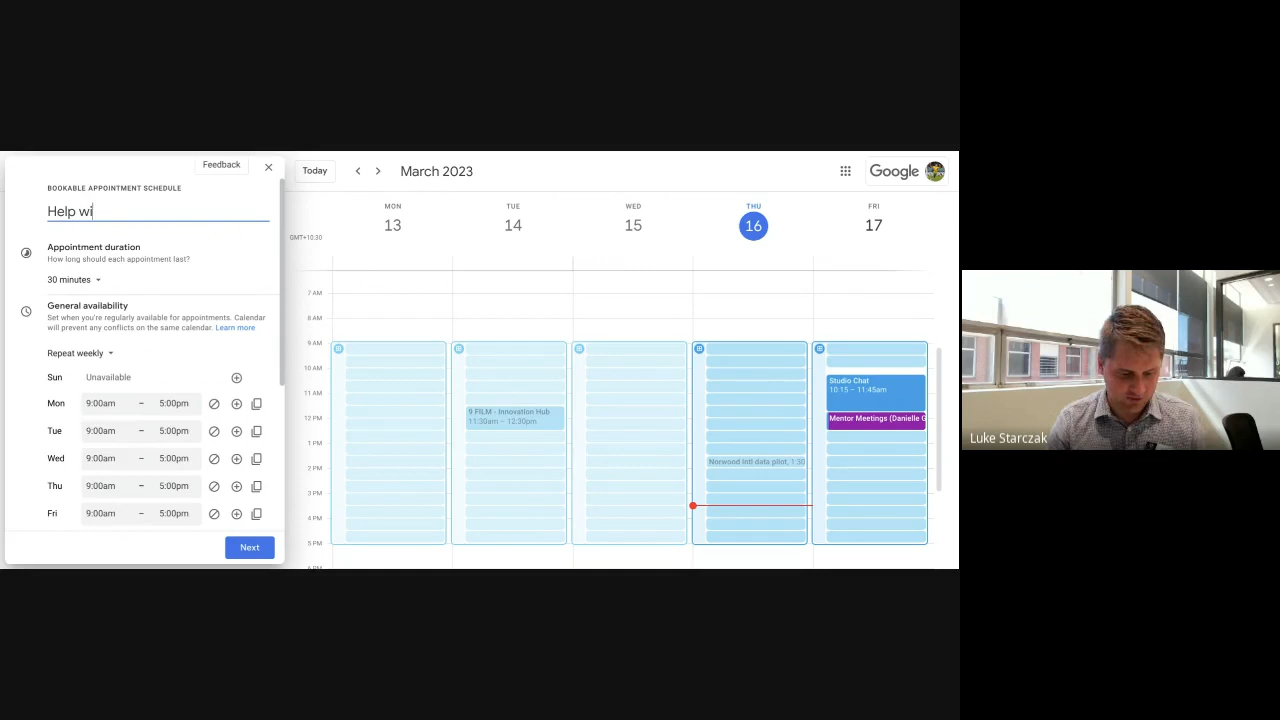 Feedback
BOOKABLE APPOINTMENT SCHEDULE
Help wi
Appointment duration
How long should each appointment last?
30 minutes
General availability
Set when you're regularly available for appointments. Calendar
will prevent any conflicts on the same calendar. Learn more
Repeat weekly
Sun Unavailable
Mon 9:00am – 5:00pm
Tue 9:00am – 5:00pm
Wed 9:00am – 5:00pm
Thu 9:00am – 5:00pm
Fri 9:00am – 5:00pm
Next
Today
March 2023
Google
GMT+10:30
MON
13
TUE
14
WED
15
THU
16
FRI
17
7 AM
8 AM
9 AM
10 AM
11 AM
12 PM
1 PM
2 PM
3 PM
4 PM
5 PM
9 FILM - Innovation Hub
11:30am – 12:30pm
Norwood Intl data pilot, 1:30
Studio Chat
10:15 – 11:45am
Mentor Meetings (Danielle G
Luke Starczak